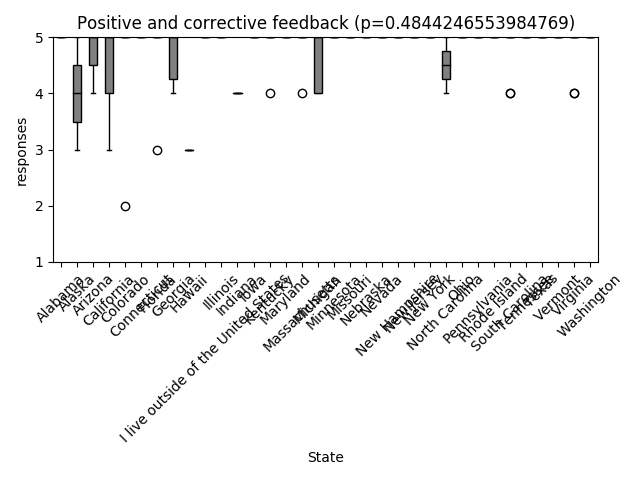 Positive and corrective feedback (p=0.4844246553984769)
5
4
3
2
1
responses
Alabama
Alaska
Arizona
California
Colorado
Connecticut
Florida
Georgia
Hawaii
I live outside of the United States
Illinois
Indiana
Iowa
Kentucky
Maryland
Massachusetts
Michigan
Minnesota
Missouri
Nebraska
Nevada
New Hampshire
New Jersey
New York
North Carolina
Ohio
Pennsylvania
Rhode Island
South Carolina
Tennessee
Texas
Vermont
Virginia
Washington
State